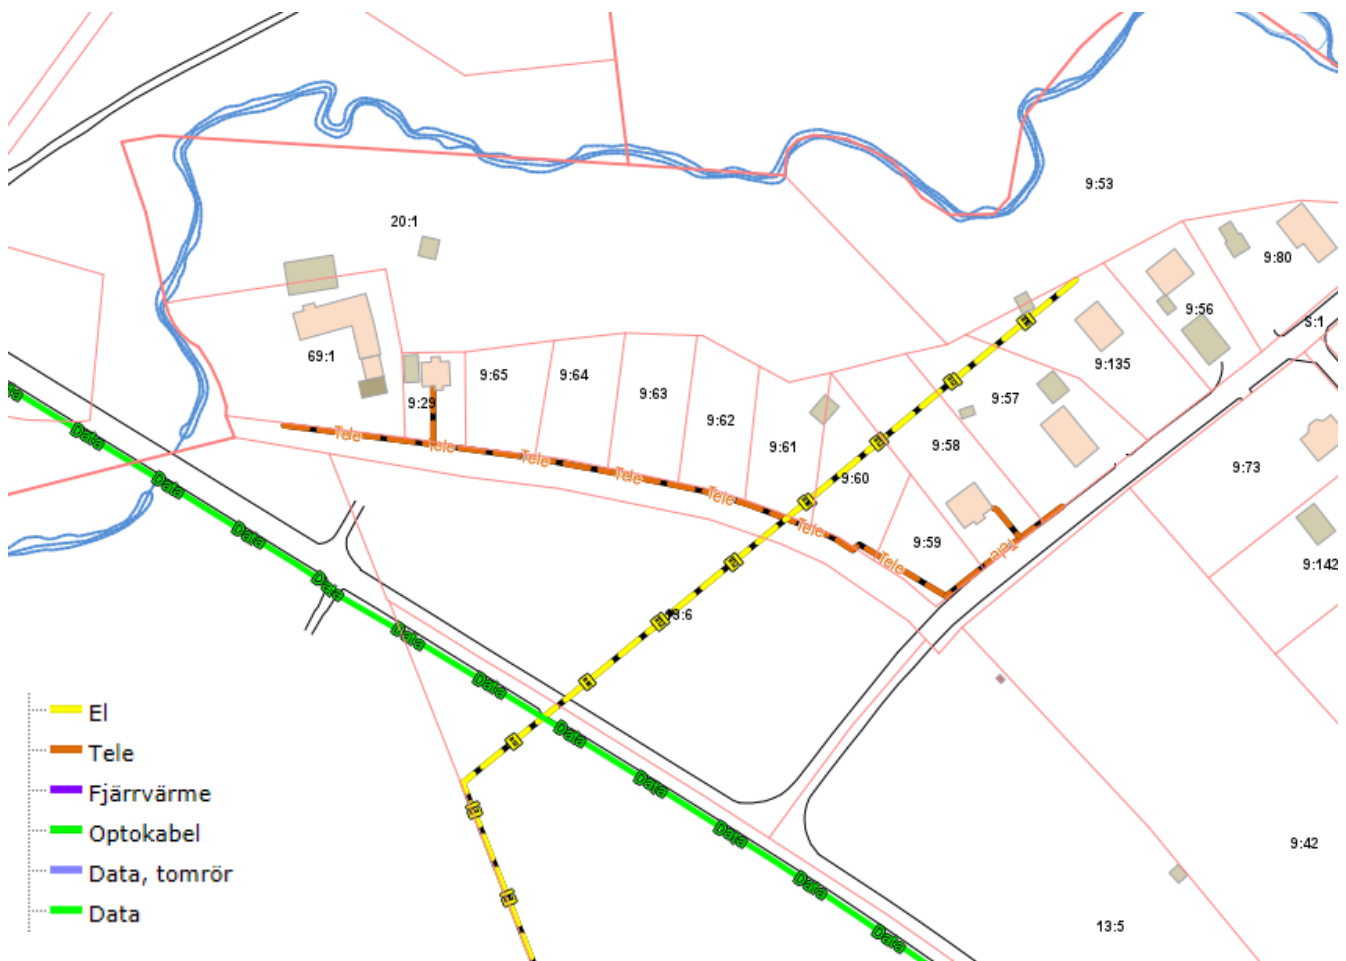 9:53
20:1
9:80
9:56
S:1
69:1
9:135
9:65
9:64
9:63
9:29
9:57
9:62
9:61
9:58
9:60
9:73
Tele
Tele
Tele
Tele
Tele
Tele
Tele
Tele
9:59
9:142
Data
Data
Data
Data
Data
Data
Data
Data
Data
Data
Data
El
Tele
Fjärrvärme
Optokabel
Data, tomrör
Data
9:42
13:5